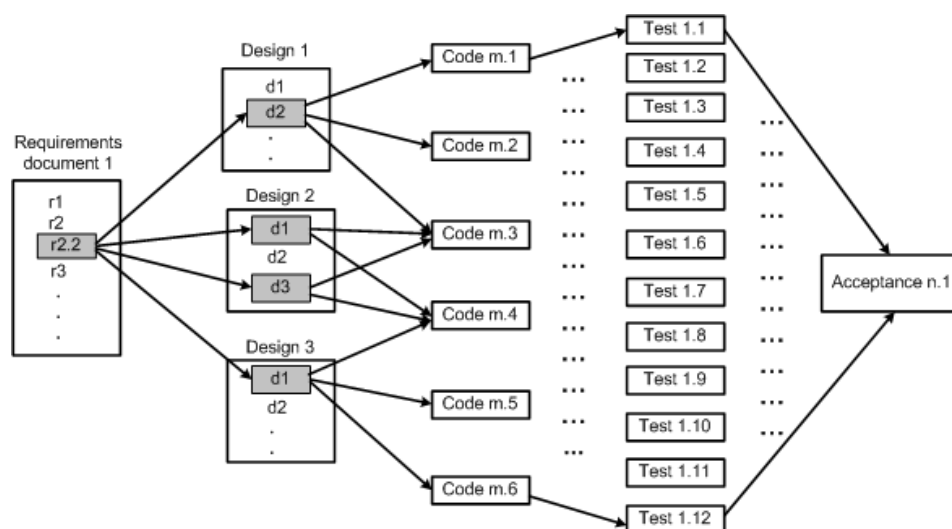 Requirements
document 1
r1
r2
r2.2
r3
.
.
.
Design 1
d1
d2
.
.
Design 2
d1
d2
d3
Design 3
d1
d2
.
.
Code m.1
Code m.2
Code m.3
Code m.4
Code m.5
Code m.6
...
...
...
...
...
...
...
...
...
Test 1.1
Test 1.2
Test 1.3
Test 1.4
Test 1.5
Test 1.6
Test 1.7
Test 1.8
Test 1.9
Test 1.10
Test 1.11
Test 1.12
...
...
...
...
...
...
...
...
Acceptance n.1